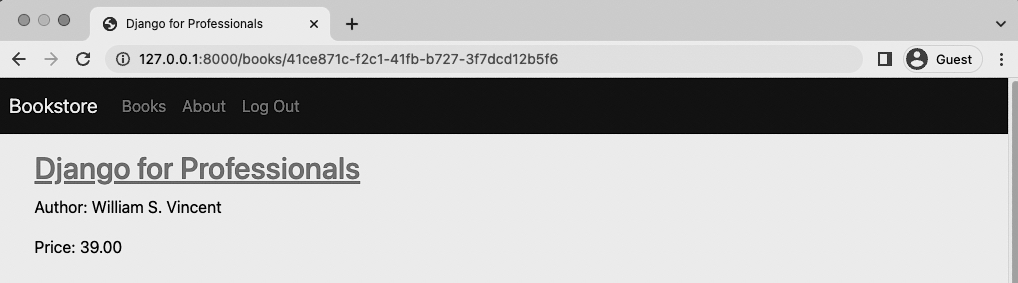 Django for Professionals
127.0.0.1:8000/books/41ce871c-f2c1-41fb-b727-3f7dcd12b5f6 Guest
Bookstore Books About Log Out
Django for Professionals
Author: William S. Vincent
Price: 39.00